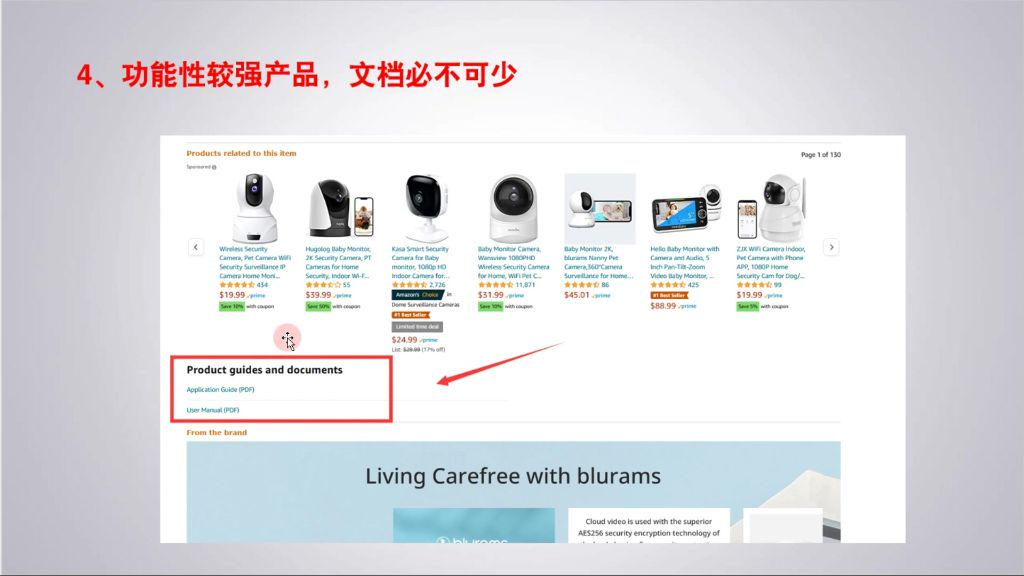 4、功能性较强产品，文档必不可少
Products related to this item
Page 1 of 130
Sponsored
Wireless Security
Camera, Pet Camera WiFi
Security Surveillance IP
Camera Home Moni...
434
$19.99 prime
Save 10% with coupon
Hugolog Baby Monitor,
2K Security Camera, PT
Cameras for Home
Security, Indoor Wi-F...
55
$39.99 prime
Save 50% with coupon
Kasa Smart Security
Camera for Baby
monitor, 1080p HD
Indoor Camera for...
2,726
Amazon's Choice in
Dome Surveillance Cameras
#1 Best Seller
Limited time deal
$24.99 prime
List: $29.99 (17% off)
Baby Monitor Camera,
Wansview 1080PHD
Wireless Security Camera
for Home, WiFi Pet C...
11,871
$31.99 prime
Save 10% with coupon
Baby Monitor 2K,
blurams Nanny Pet
Camera,360°Camera
86
$45.01 prime
Hello Baby Monitor with
Camera and Audio, 5
Inch Pan-Tilt-Zoom
Video Baby Monitor, ...
425
#1 Best Seller
$88.99 prime
ZJX WiFi Camera Indoor,
Pet Camera with Phone
APP, 1080P Home
Security Cam for Dog/...
99
$19.99 prime
Save 5% with coupon
Product guides and documents
Application Guide (PDF)
User Manual (PDF)
From the brand
Living Carefree with blurams
Cloud video is used with the superior
AES256 security encryption technology of
blurams